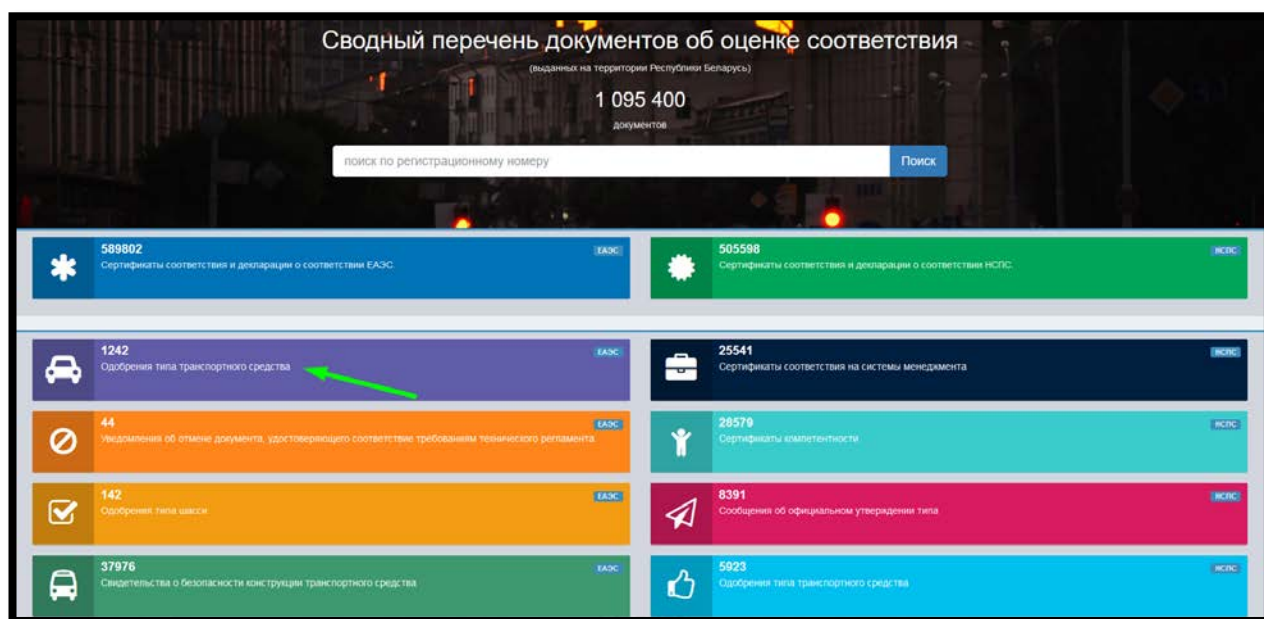 Сводный перечень документов об оценке соответствия
(выданных на территории Республики Беларусь)
1 095 400
документов
поиск по регистрационному номеру
Поиск
589802
ЕАЭС
Сертификаты соответствия и декларации о соответствии ЕАЭС.
505598
НСПС
Сертификаты соответствия и декларации о соответствии НСПС.
1242
ЕАЭС
Одобрения типа транспортного средства
25541
НСПС
Сертификаты соответствия на системы менеджмента
44
ЕАЭС
Уведомления об отмене документа, удостоверяющего соответствие требованиям технического регламента
28579
НСПС
Сертификаты компетентности
142
ЕАЭС
Одобрения типа шасси
8391
НСПС
Сообщения об официальном утверждении типа
37976
ЕАЭС
Свидетельства о безопасности конструкции транспортного средства
5923
НСПС
Одобрения типа транспортного средства